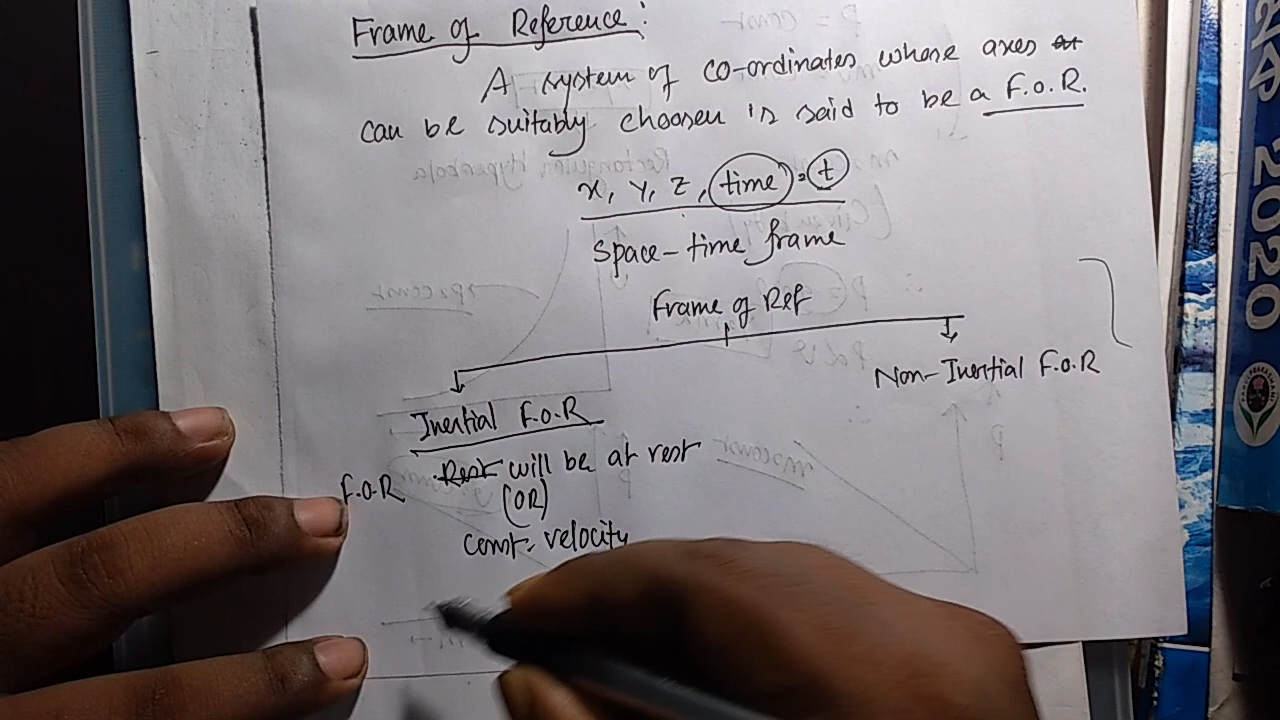 Frame of Reference:
A system of co-ordinates whose axes
can be suitably choosen is said to be a F.O.R.
x, y, z, time = t
Space-time frame
Frame of Ref
Non-Inertial F.O.R
Inertial F.O.R
Rest will be at rest
F.O.R
(OR)
const. velocity
2020